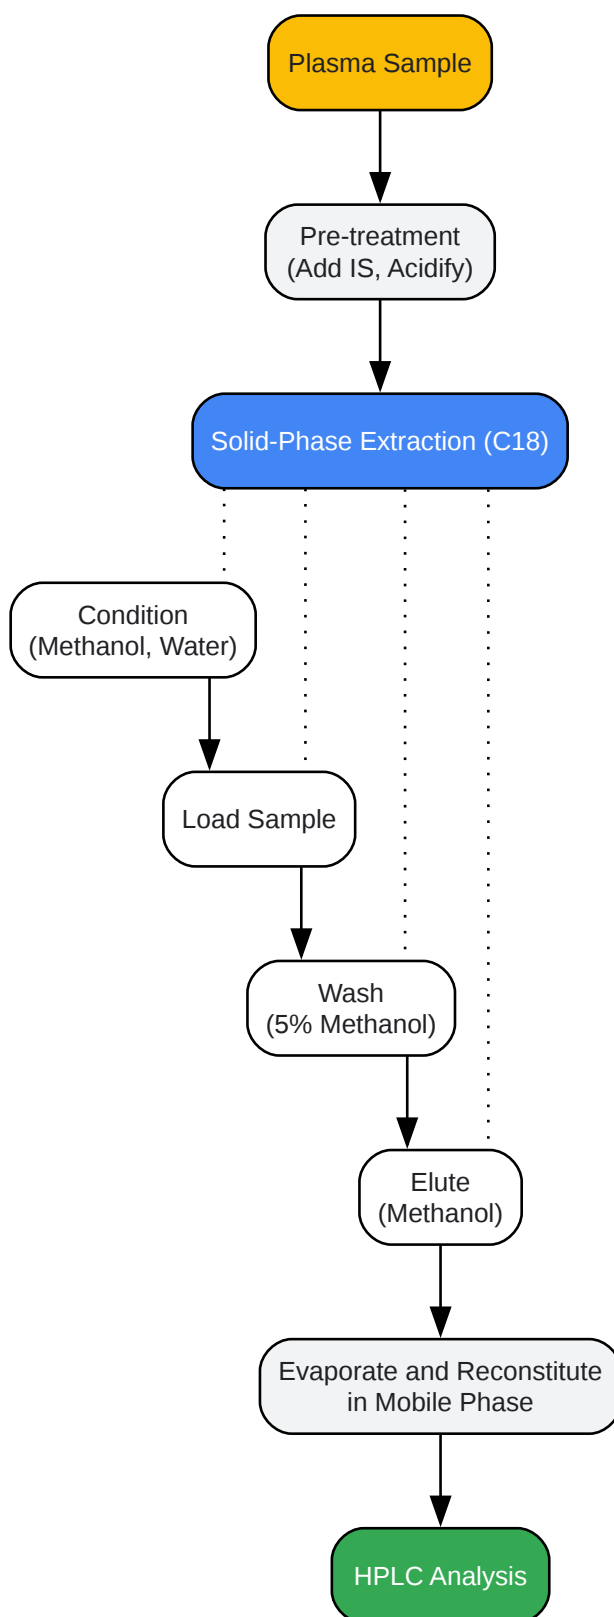 Plasma Sample
Pre-treatment
(Add IS, Acidify)
Solid-Phase Extraction (C18)
Condition
(Methanol, Water)
Load Sample
Wash
(5% Methanol)
Elute
(Methanol)
Evaporate and Reconstitute
in Mobile Phase
HPLC Analysis